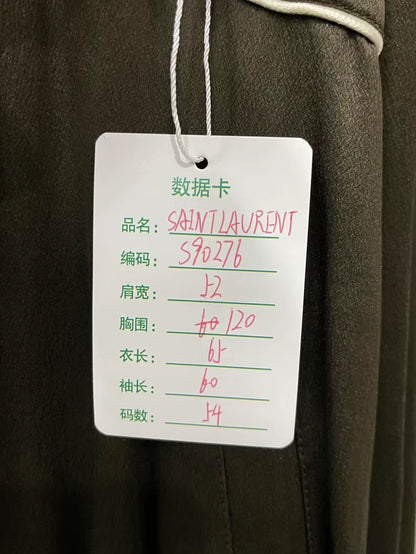 数据卡
品名: SAINTLAURENT
编码: S90276
肩宽: 52
胸围: 60 120
衣长: 65
袖长: 60
码数: 54